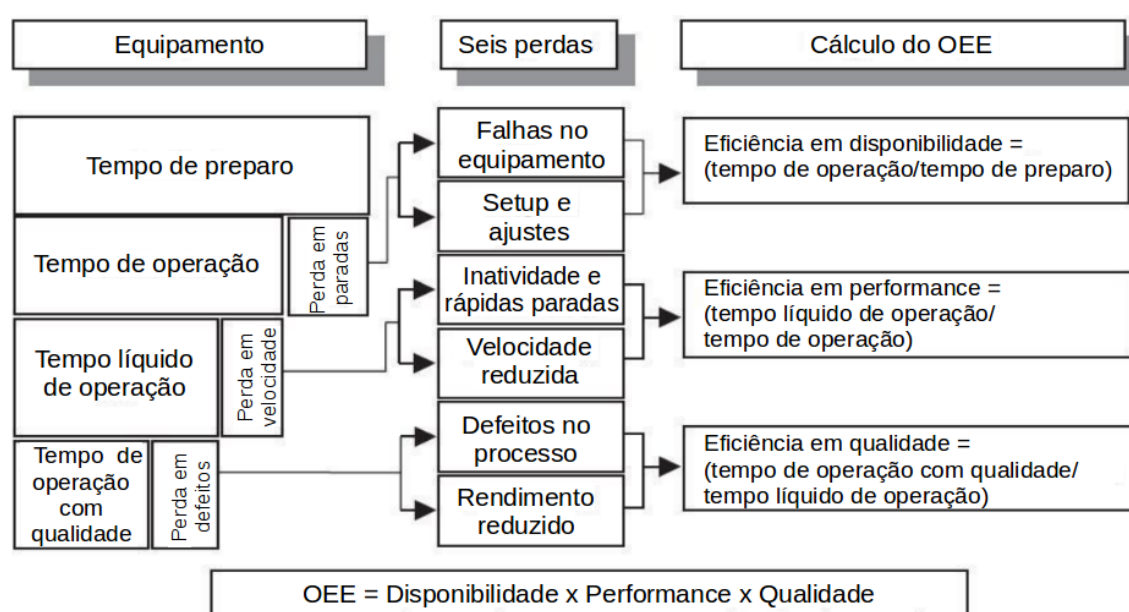 Equipamento
Seis perdas
Cálculo do OEE
Tempo de preparo
Tempo de operação
Perda em
paradas
Tempo líquido
de operação
Perda em
velocidade
Tempo de
operação
com
qualidade
Perda em
defeitos
Falhas no
equipamento
Setup e
ajustes
Inatividade e
rápidas paradas
Velocidade
reduzida
Defeitos no
processo
Rendimento
reduzido
Eficiência em disponibilidade =
(tempo de operação/tempo de preparo)
Eficiência em performance =
(tempo líquido de operação/
tempo de operação)
Eficiência em qualidade =
(tempo de operação com qualidade/
tempo líquido de operação)
OEE = Disponibilidade x Performance x Qualidade